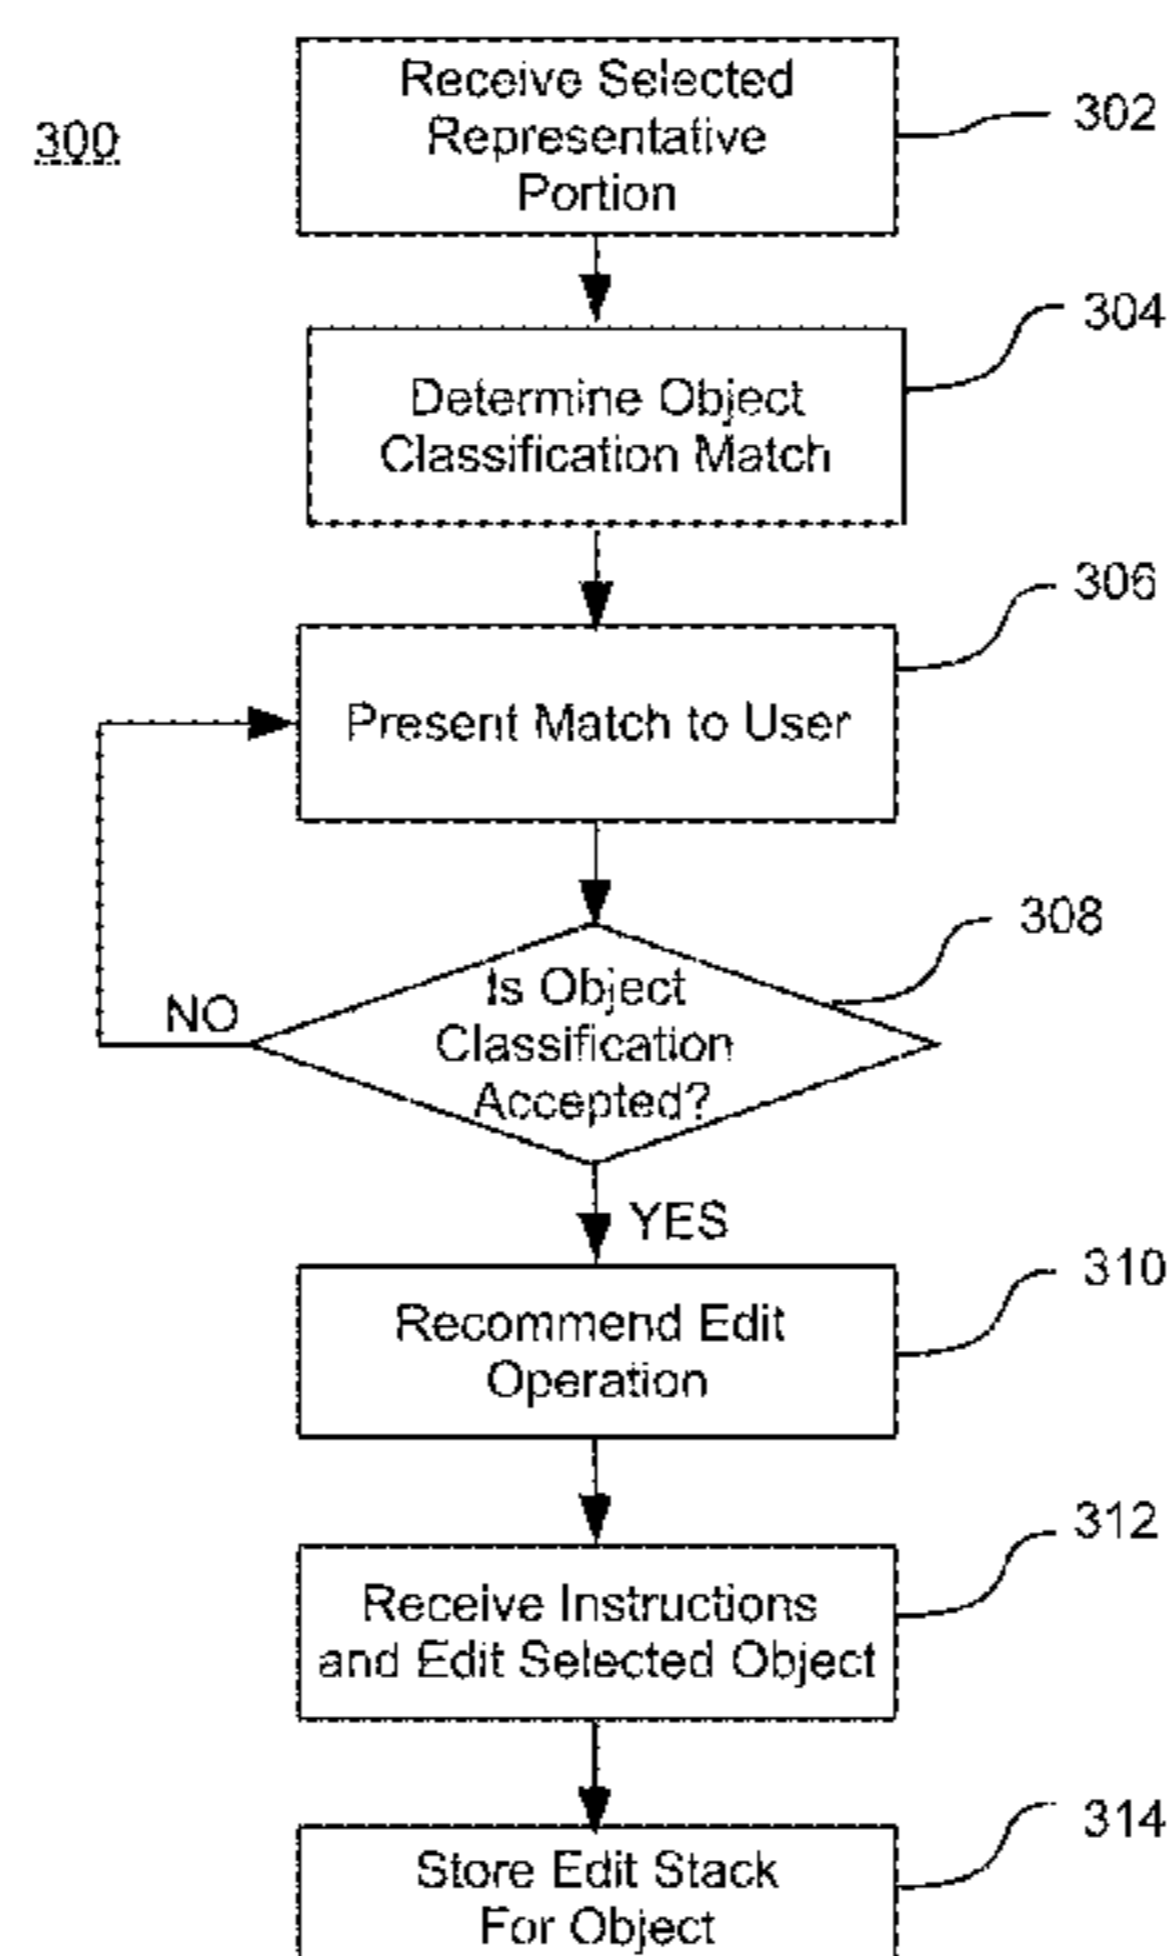 300
Receive Selected
Representative
Portion
302
Determine Object
Classification Match
304
Present Match to User
306
Is Object
Classification
Accepted?
308
NO
YES
Recommend Edit
Operation
310
Receive Instructions
and Edit Selected Object
312
Store Edit Stack
For Object
314